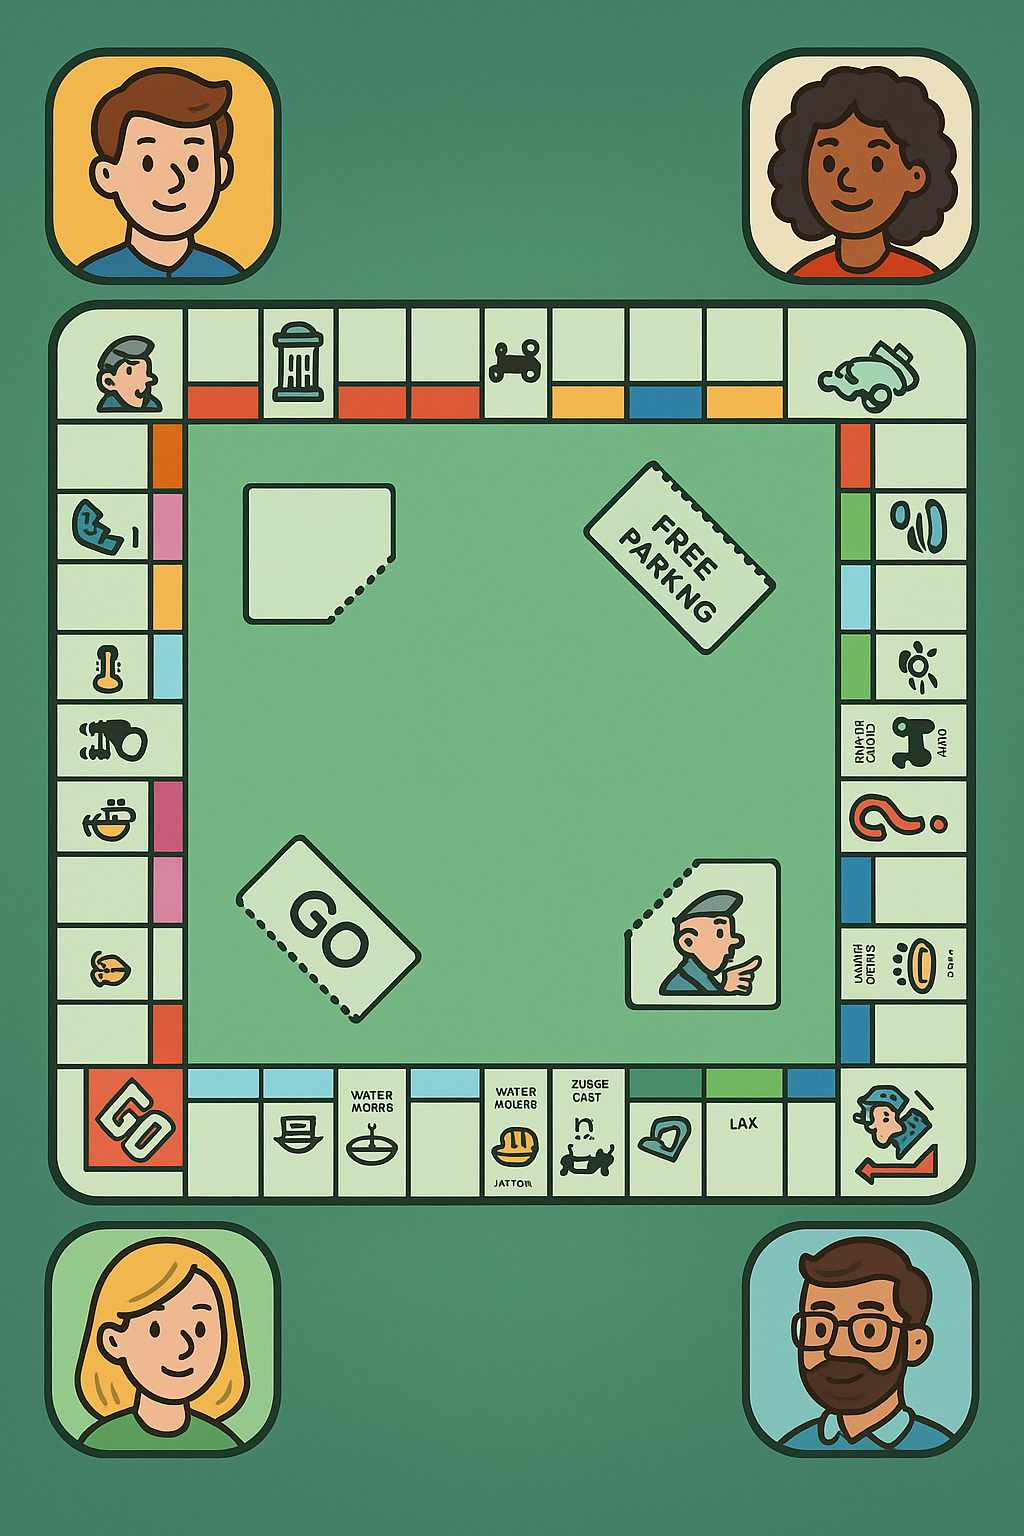 FREE
PARKNG
GO
GO
WATER
MORRS
WATER
MOLERB
JATTOM
ZUSGE
CAST
LAX